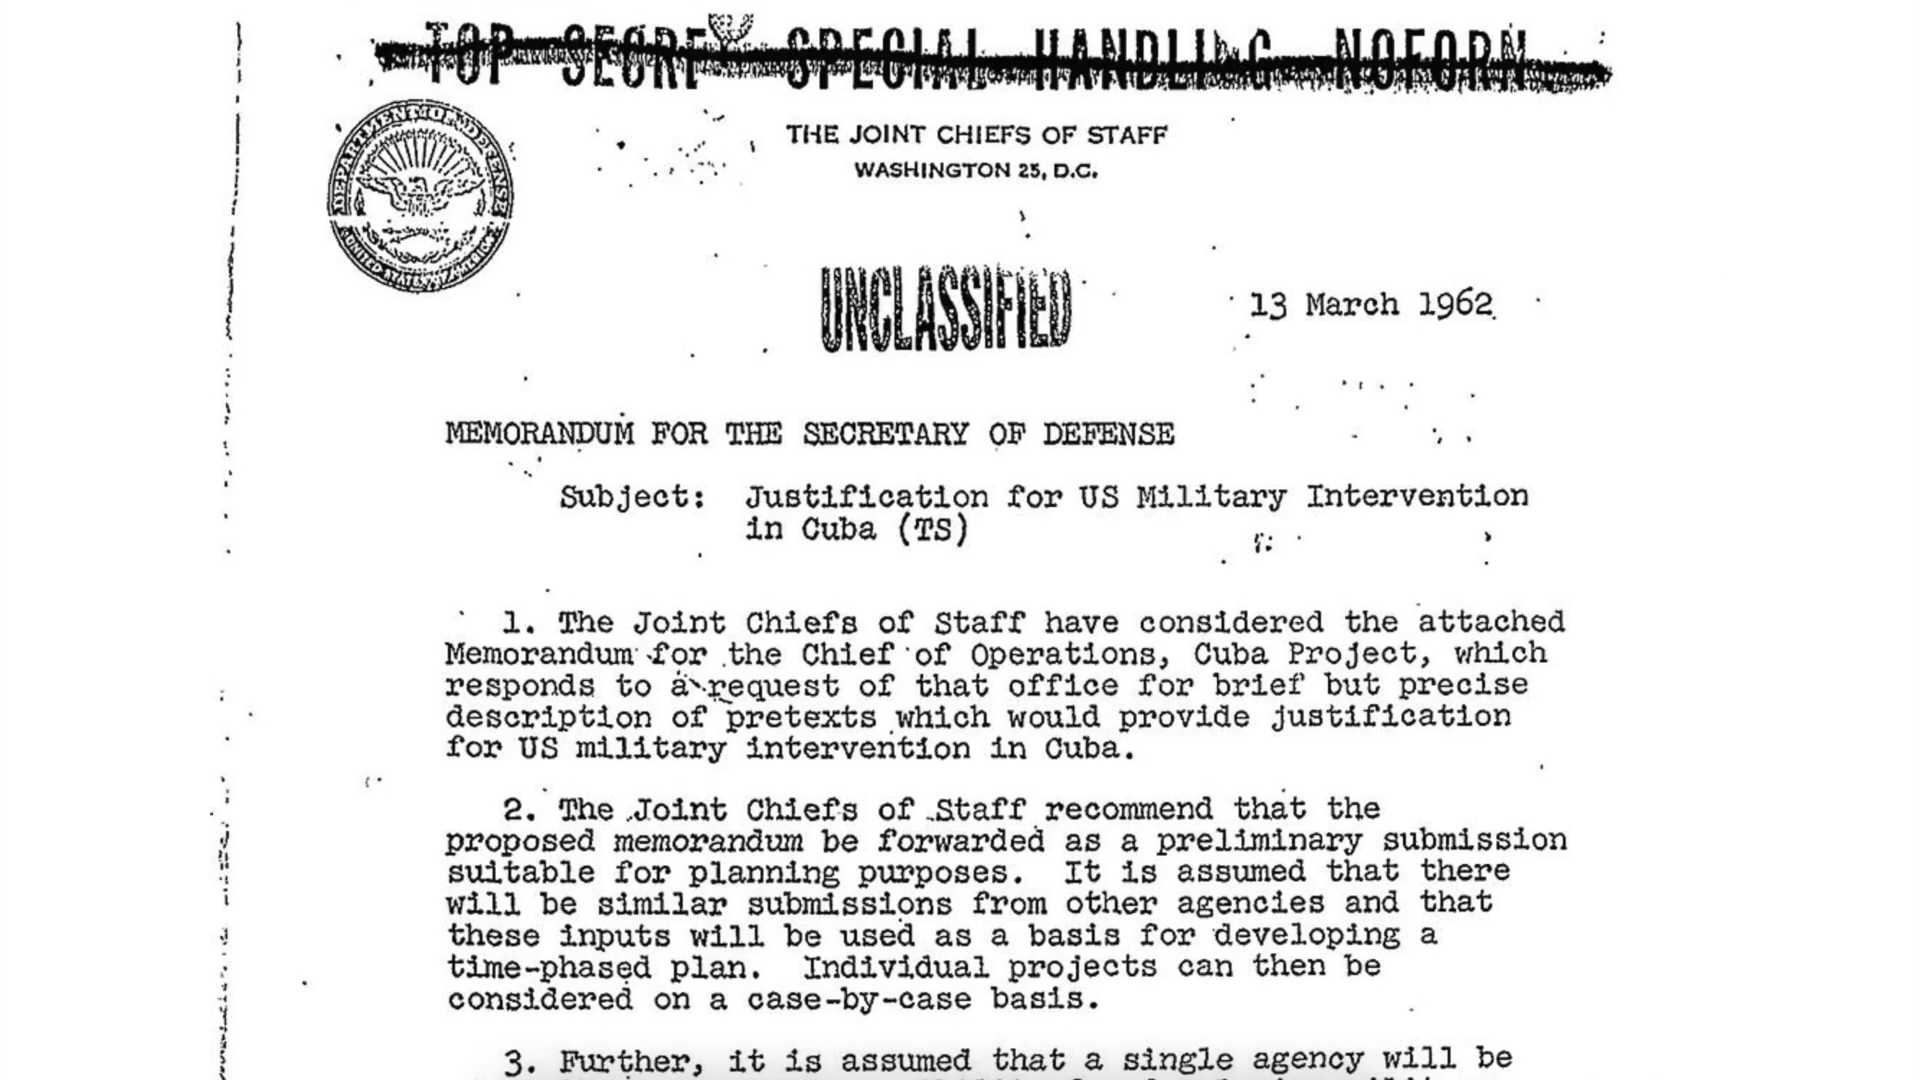 TOP SECRET SPECIAL HANDLING NOFORN
DEPARTMENT OF DEFENSE
UNITED STATES OF AMERICA
THE JOINT CHIEFS OF STAFF
WASHINGTON 25, D.C.
UNCLASSIFIED
13 March 1962
MEMORANDUM FOR THE SECRETARY OF DEFENSE
Subject: Justification for US Military Intervention
in Cuba (TS)
1. The Joint Chiefs of Staff have considered the attached
Memorandum for the Chief of Operations, Cuba Project, which
responds to a request of that office for brief but precise
description of pretexts which would provide justification
for US military intervention in Cuba.
2. The Joint Chiefs of Staff recommend that the
proposed memorandum be forwarded as a preliminary submission
suitable for planning purposes. It is assumed that there
will be similar submissions from other agencies and that
these inputs will be used as a basis for developing a
time-phased plan. Individual projects can then be
considered on a case-by-case basis.
3. Further, it is assumed that a single agency will be